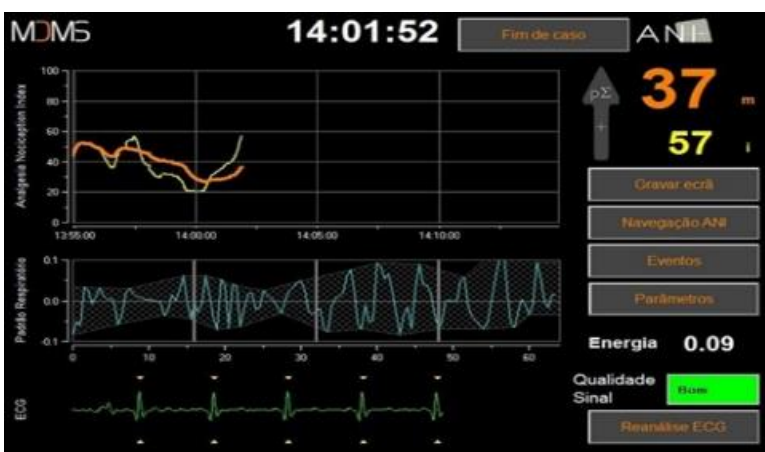 MDMS
14:01:52
Fim de caso
ANI
Analgesia Nociception Index
100
80
60
40
20
0
13:55:00
14:00:00
14:05:00
14:10:00
pΣ
+
37 m
57 i
Gravar ecrã
Navegação ANI
Eventos
Parâmetros
Padrão Respiratório
0.1
0.0
-0.1
0
10
20
30
40
50
60
Energia 0.09
Qualidade
Sinal
Bom
Reanálise ECG
ECG